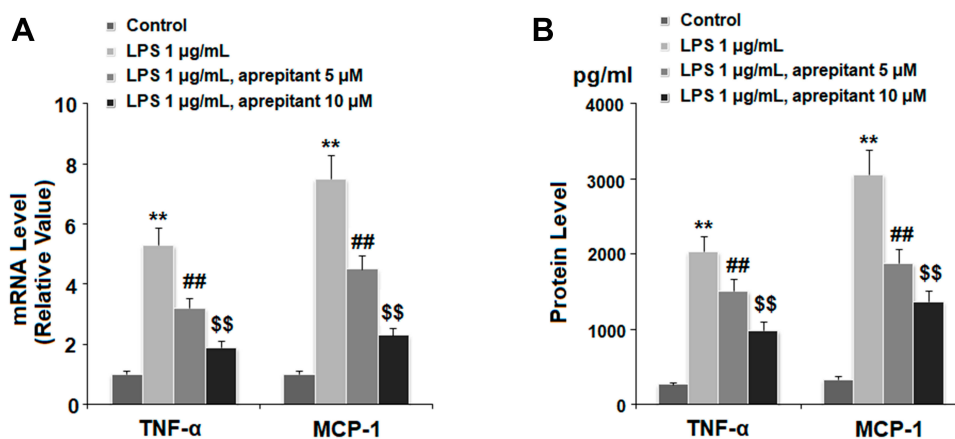 A
Control
LPS 1 µg/mL
LPS 1 µg/mL, aprepitant 5 µM
LPS 1 µg/mL, aprepitant 10 µM
mRNA Level
(Relative Value)
10
8
6
4
2
0
**
##
$$
**
##
$$
TNF-α
MCP-1
B
Control
LPS 1 µg/mL
LPS 1 µg/mL, aprepitant 5 µM
LPS 1 µg/mL, aprepitant 10 µM
pg/ml
Protein Level
4000
3000
2000
1000
0
**
##
$$
**
##
$$
TNF-α
MCP-1